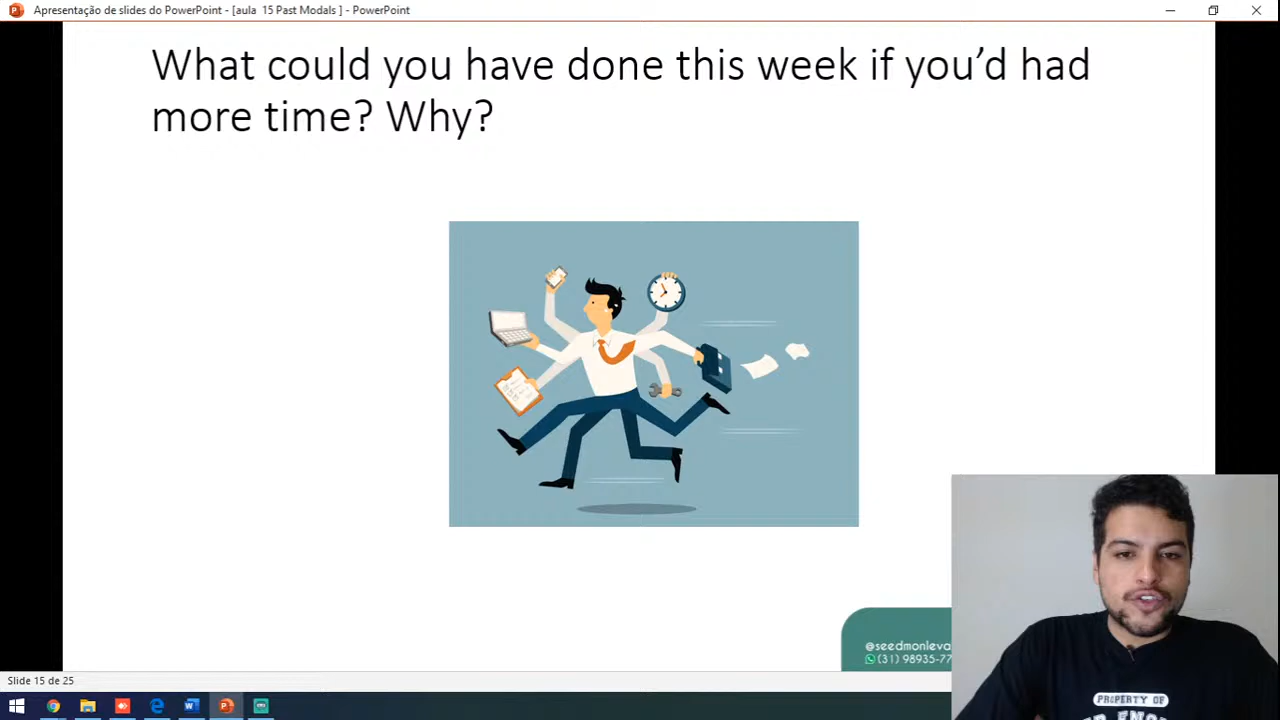 Apresentação de slides do PowerPoint - [aula 15 Past Modals ] - PowerPoint
What could you have done this week if you’d had
more time? Why?
@seedmonleva
(31) 98935-77
PROPERTY OF
Slide 15 de 25